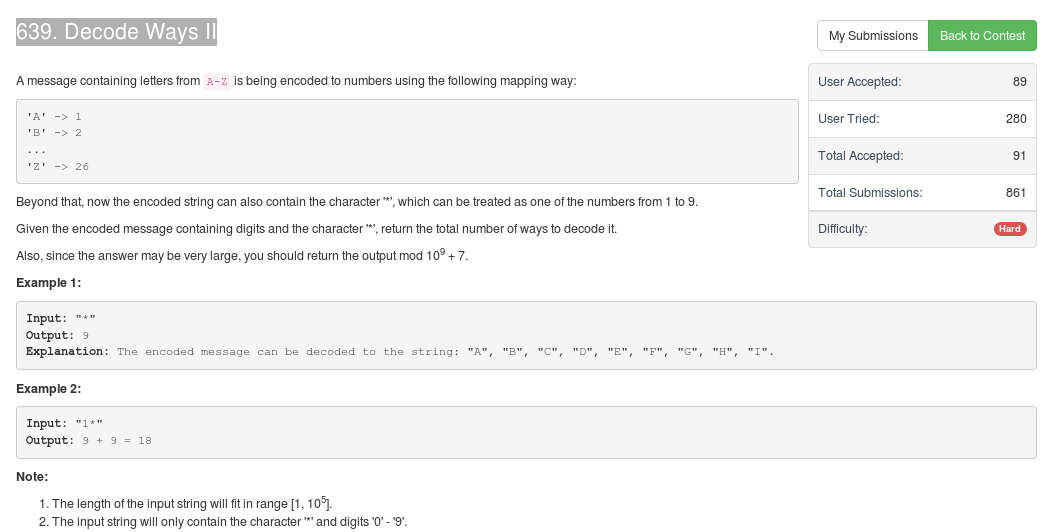 639. Decode Ways II
My Submissions Back to Contest
A message containing letters from A-Z is being encoded to numbers using the following mapping way:
'A' -> 1
'B' -> 2
...
'Z' -> 26
User Accepted: 89
User Tried: 280
Total Accepted: 91
Total Submissions: 861
Difficulty: Hard
Beyond that, now the encoded string can also contain the character '*', which can be treated as one of the numbers from 1 to 9.
Given the encoded message containing digits and the character '*', return the total number of ways to decode it.
Also, since the answer may be very large, you should return the output mod 10⁹ + 7.
Example 1:
Input: "*"
Output: 9
Explanation: The encoded message can be decoded to the string: "A", "B", "C", "D", "E", "F", "G", "H", "I".
Example 2:
Input: "1*"
Output: 9 + 9 = 18
Note:
1. The length of the input string will fit in range [1, 10⁵].
2. The input string will only contain the character '*' and digits '0' - '9'.